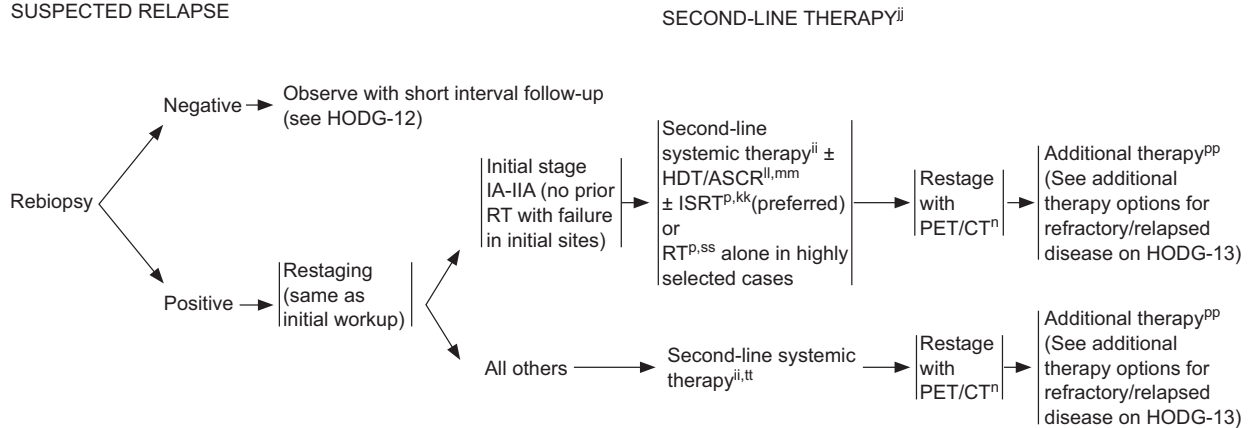 SUSPECTED RELAPSE
SECOND-LINE THERAPYjj
Rebiopsy
Negative
Observe with short interval follow-up
(see HODG-12)
Positive
Restaging
(same as
initial workup)
Initial stage
IA-IIA (no prior
RT with failure
in initial sites)
Second-line
systemic therapyii ±
HDT/ASCRll,mm
± ISRTp,kk(preferred)
or
RTp,ss alone in highly
selected cases
Restage
with
PET/CTn
Additional therapypp
(See additional
therapy options for
refractory/relapsed
disease on HODG-13)
All others
Second-line systemic
therapyii,tt
Restage
with
PET/CTn
Additional therapypp
(See additional
therapy options for
refractory/relapsed
disease on HODG-13)